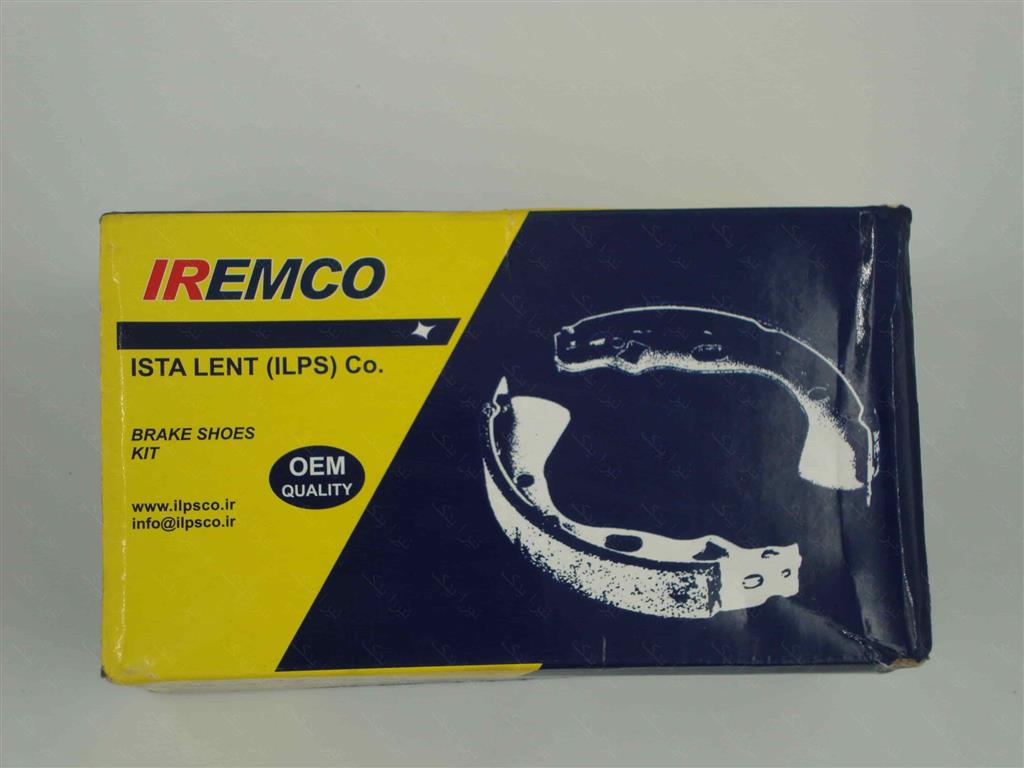 IREMCO
ISTA LENT (ILPS) Co.
BRAKE SHOES
KIT
OEM
QUALITY
www.ilpsco.ir
info@ilpsco.ir